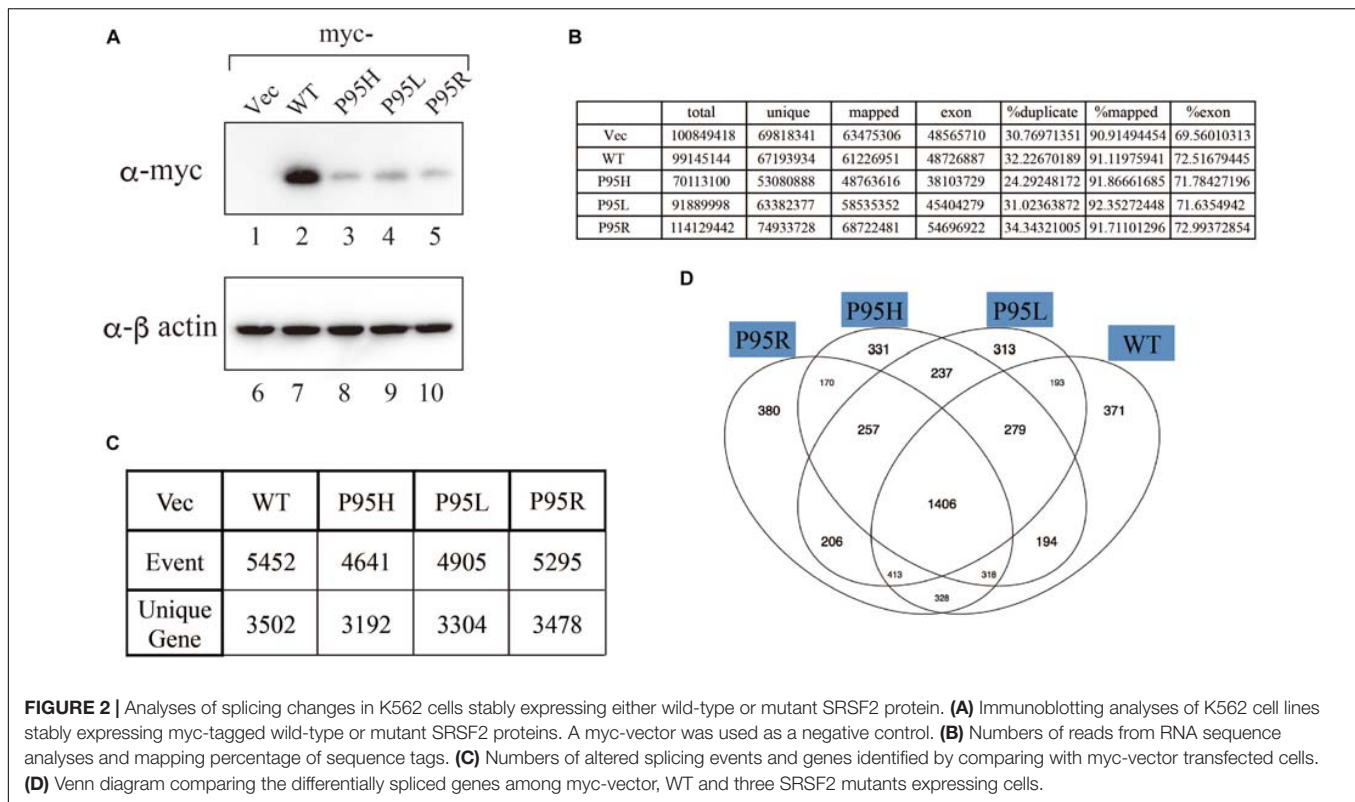 A
myc-
Vec WT P95H P95L P95R
α-myc
1 2 3 4 5
α-β actin
6 7 8 9 10
B
total unique mapped exon %duplicate %mapped %exon
Vec 100849418 69818341 63475306 48565710 30.76971351 90.91494454 69.56010313
WT 99145144 67193934 61226951 48726887 32.22670189 91.11975941 72.51679445
P95H 70113100 53080888 48763616 38103729 24.29248172 91.86661685 71.78427196
P95L 91889998 63382377 58535352 45404279 31.02363872 92.35272448 71.6354942
P95R 114129442 74933728 68722481 54696922 34.34321005 91.71101296 72.99372854
C
Vec WT P95H P95L P95R
Event 5452 4641 4905 5295
Unique
Gene 3502 3192 3304 3478
D
P95R P95H P95L WT
331 313
170 237 193
380 371
257 279
1406
206 194
413 318
328
FIGURE 2 | Analyses of splicing changes in K562 cells stably expressing either wild-type or mutant SRSF2 protein. (A) Immunoblotting analyses of K562 cell lines
stably expressing myc-tagged wild-type or mutant SRSF2 proteins. A myc-vector was used as a negative control. (B) Numbers of reads from RNA sequence
analyses and mapping percentage of sequence tags. (C) Numbers of altered splicing events and genes identified by comparing with myc-vector transfected cells.
(D) Venn diagram comparing the differentially spliced genes among myc-vector, WT and three SRSF2 mutants expressing cells.